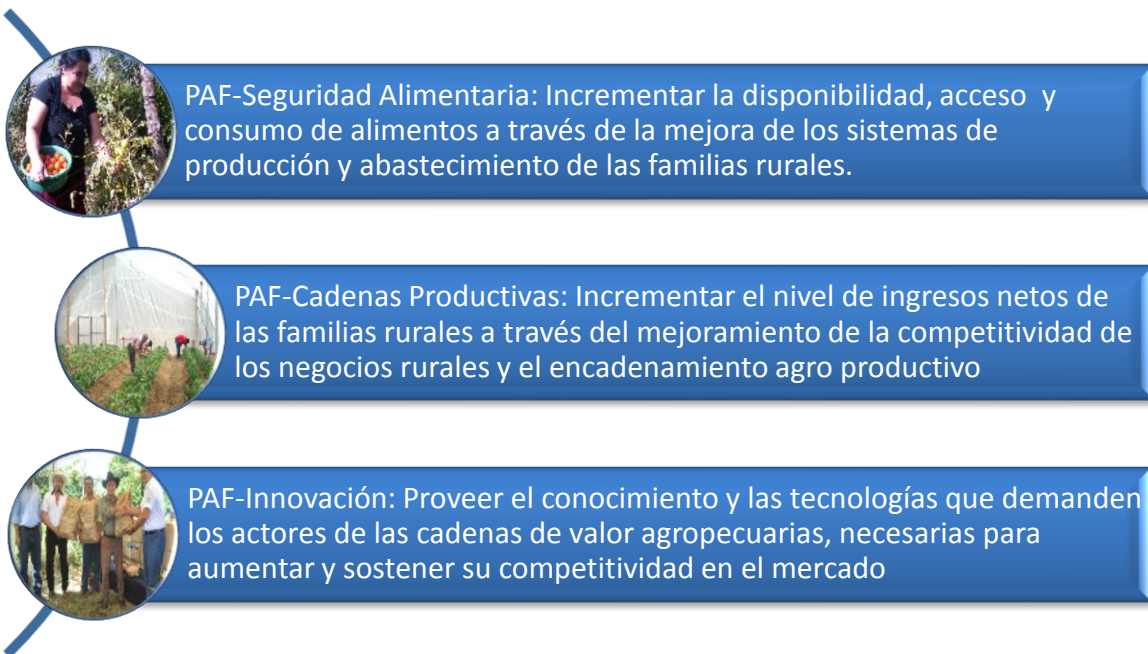 PAF-Seguridad Alimentaria: Incrementar la disponibilidad, acceso y
consumo de alimentos a través de la mejora de los sistemas de
producción y abastecimiento de las familias rurales.
PAF-Cadenas Productivas: Incrementar el nivel de ingresos netos de
las familias rurales a través del mejoramiento de la competitividad de
los negocios rurales y el encadenamiento agro productivo
PAF-Innovación: Proveer el conocimiento y las tecnologías que demanden
los actores de las cadenas de valor agropecuarias, necesarias para
aumentar y sostener su competitividad en el mercado